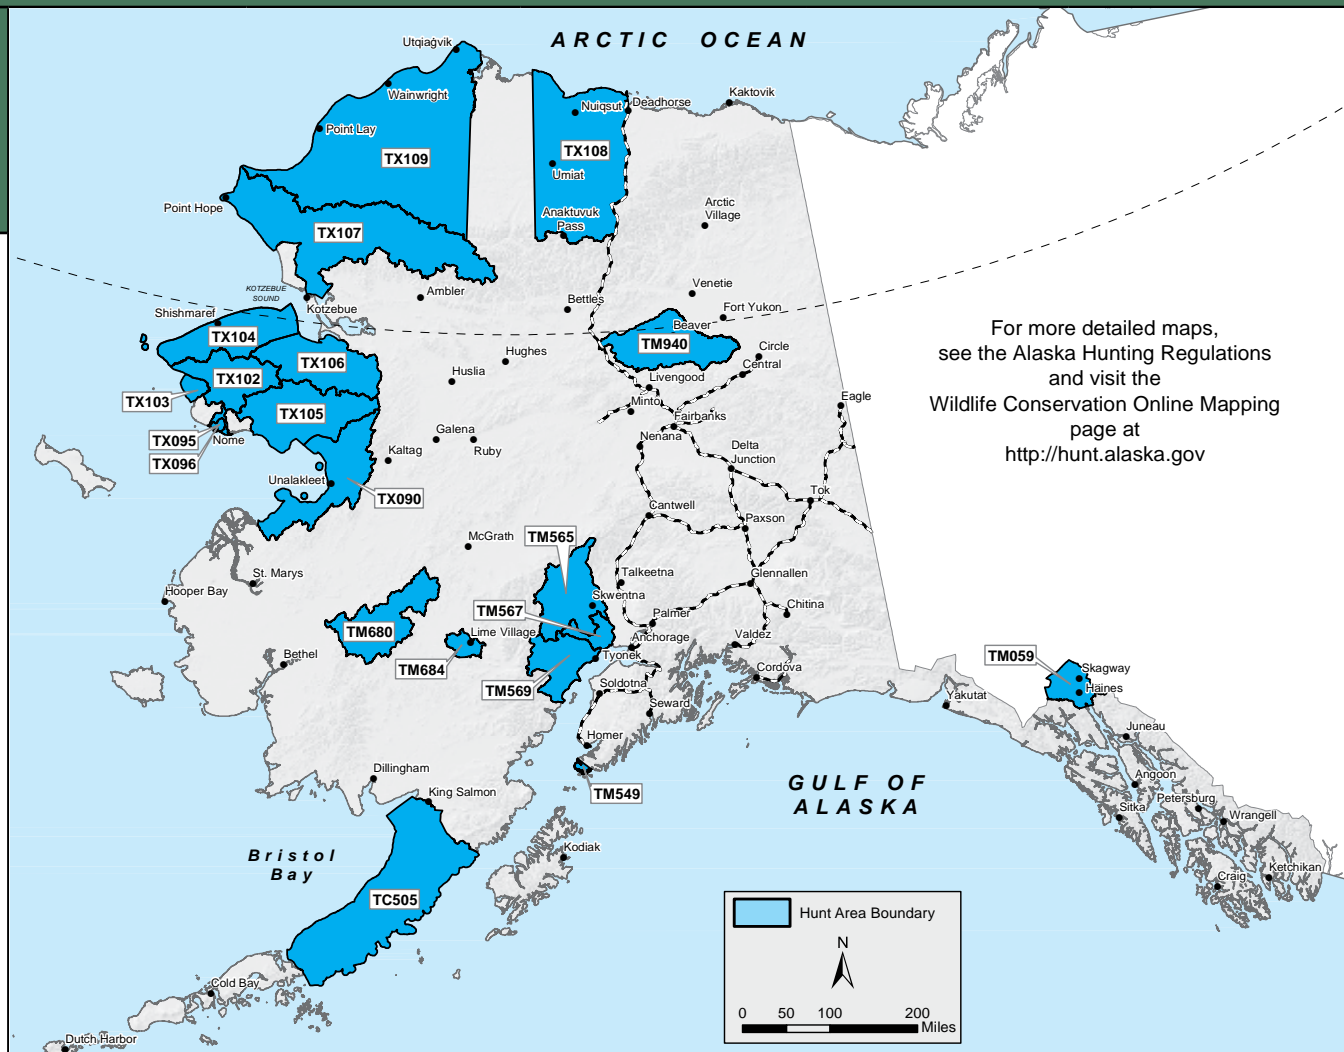 ARCTIC OCEAN
Utqiaġvik
Wainwright
Kaktovik
Deadhorse
Nuiqsut
Point Lay
TX109
TX108
Umiat
Point Hope
Arctic
Village
Anaktuvuk
Pass
TX107
Venetie
KOTZEBUE
SOUND
Ambler
Kotzebue
Bettles
Fort Yukon
Shishmaref
Beaver
TX104
TM940
Circle
TX106
Hughes
Central
TX102
Huslia
Livengood
TX103
Minto
Eagle
TX105
Fairbanks
TX095
Nome
TX096
Galena
Ruby
Nenana
Delta
Junction
Kaltag
Unalakleet
TX090
Tok
Cantwell
Paxson
McGrath
TM565
St. Marys
Hooper Bay
Talkeetna
Glennallen
Skwentna
TM567
Palmer
Chitina
TM680
Lime Village
Anchorage
Valdez
Bethel
TM684
Tyonek
Cordova
TM569
Soldotna
Seward
Homer
TM549
Dillingham
King Salmon
Bristol
Bay
Kodiak
TC505
Cold Bay
Dutch Harbor
GULF OF
ALASKA
TM059
Skagway
Haines
Yakutat
Juneau
Angoon
Sitka
Petersburg
Wrangell
Craig
Ketchikan
For more detailed maps,
see the Alaska Hunting Regulations
and visit the
Wildlife Conservation Online Mapping
page at
http://hunt.alaska.gov
Hunt Area Boundary
N
0 50 100 200
Miles